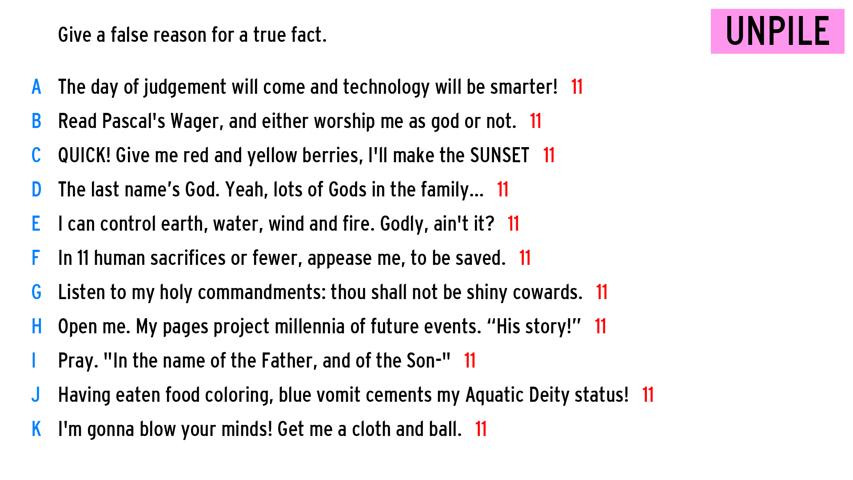 Give a false reason for a true fact.
UNPILE
A The day of judgement will come and technology will be smarter! 11
B Read Pascal's Wager, and either worship me as god or not. 11
C QUICK! Give me red and yellow berries, I'll make the SUNSET 11
D The last name’s God. Yeah, lots of Gods in the family... 11
E I can control earth, water, wind and fire. Godly, ain't it? 11
F In 11 human sacrifices or fewer, appease me, to be saved. 11
G Listen to my holy commandments: thou shall not be shiny cowards. 11
H Open me. My pages project millennia of future events. “His story!” 11
I Pray. "In the name of the Father, and of the Son-" 11
J Having eaten food coloring, blue vomit cements my Aquatic Deity status! 11
K I'm gonna blow your minds! Get me a cloth and ball. 11